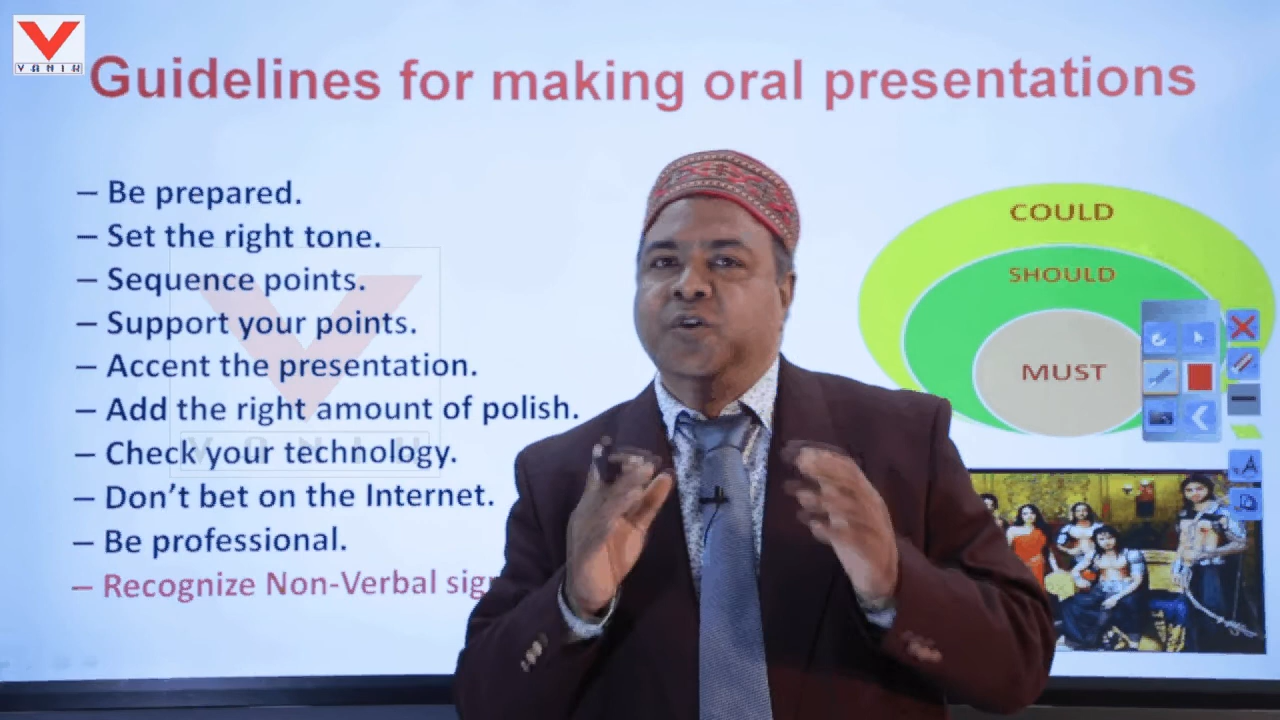 VANIK
Guidelines for making oral presentations
– Be prepared.
– Set the right tone.
– Sequence points.
– Support your points.
– Accent the presentation.
– Add the right amount of polish.
– Check your technology.
– Don't bet on the Internet.
– Be professional.
– Recognize Non-Verbal
COULD
SHOULD
MUST
VANIK